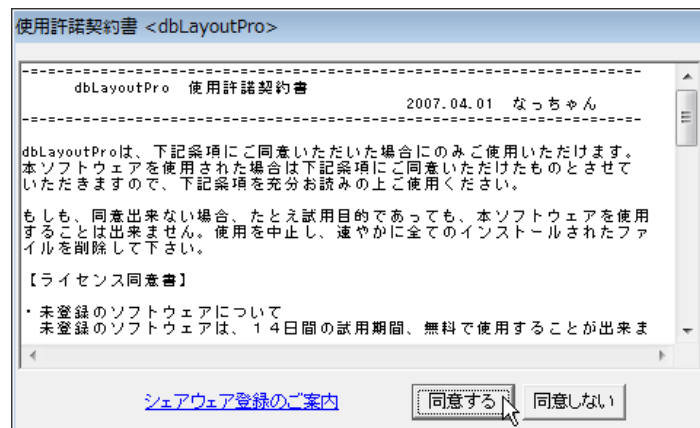 使用許諾契約書 <dbLayoutPro>
-=-=-=-=-=-=-=-=-=-=-=-=-=-=-=-=-=-=-=-=-=-=-=-=-=-=-=-=-=-=-
dbLayoutPro 使用許諾契約書
2007.04.01 なっちゃん
-=-=-=-=-=-=-=-=-=-=-=-=-=-=-=-=-=-=-=-=-=-=-=-=-=-=-=-=-=-=-
dbLayoutProは、下記条項にご同意いただいた場合にのみご使用いただけます。
本ソフトウェアを使用された場合は下記条項にご同意いただけたものとさせて
いただきますので、下記条項を充分お読みの上ご使用ください。
もしも、同意出来ない場合、たとえ試用目的であっても、本ソフトウェアを使用
することは出来ません。使用を中止し、速やかに全てのインストールされたファ
イルを削除して下さい。
【ライセンス同意書】
・未登録のソフトウェアについて
未登録のソフトウェアは、14日間の試用期間、無料で使用することが出来ま
シェアウェア登録のご案内 同意する 同意しない